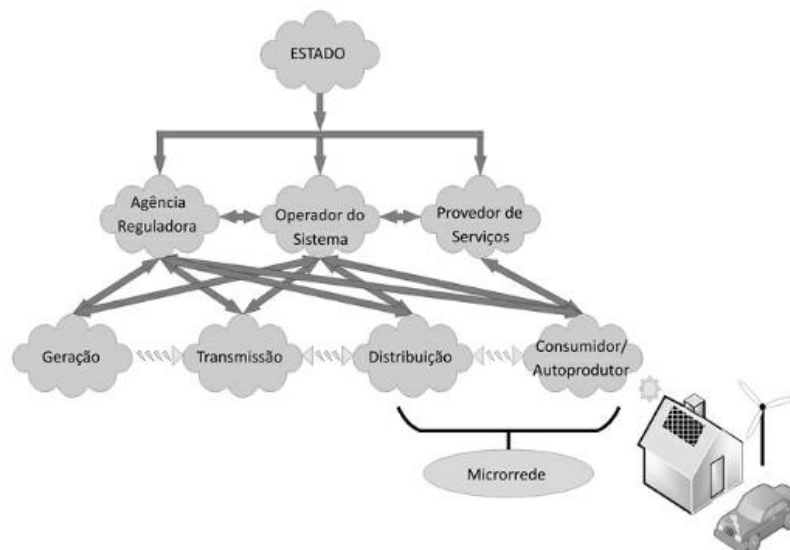 ESTADO
Agência
Reguladora
Operador do
Sistema
Provedor de
Serviços
Geração
Transmissão
Distribuição
Consumidor/
Autoprodutor
Microrrede